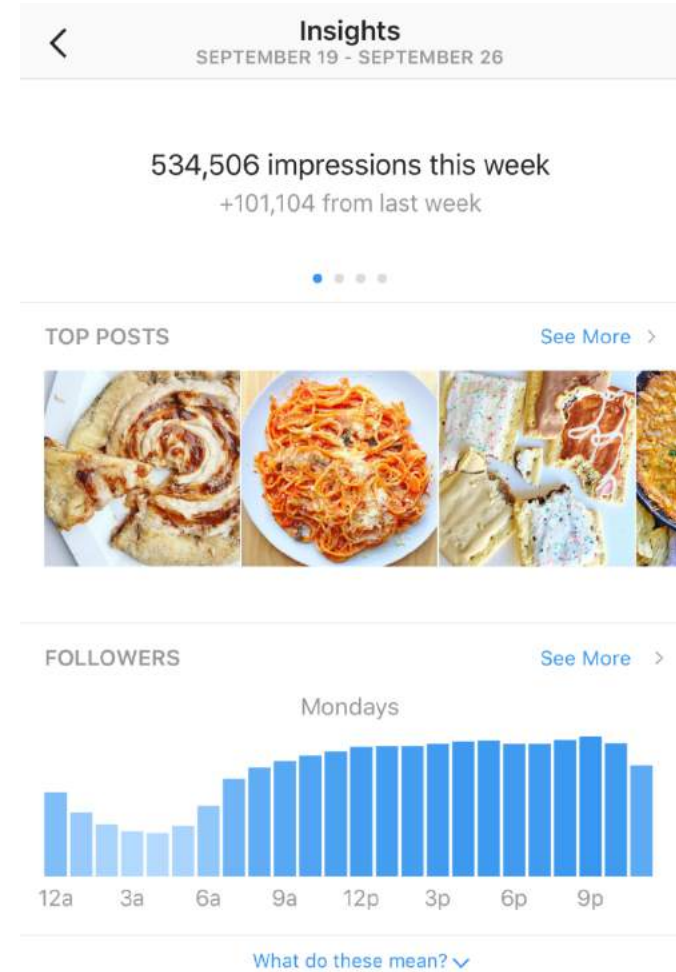 Insights
SEPTEMBER 19 - SEPTEMBER 26
534,506 impressions this week
+101,104 from last week
TOP POSTS See More
FOLLOWERS See More
Mondays
12a 3a 6a 9a 12p 3p 6p 9p
What do these mean?